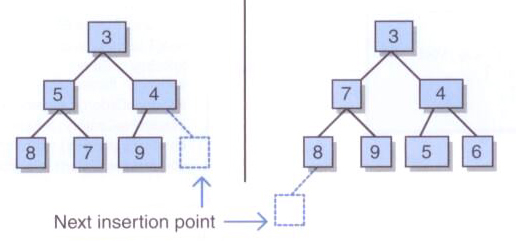 3 3
5 4 7 4
8 7 9 8 9 5 6
Next insertion point